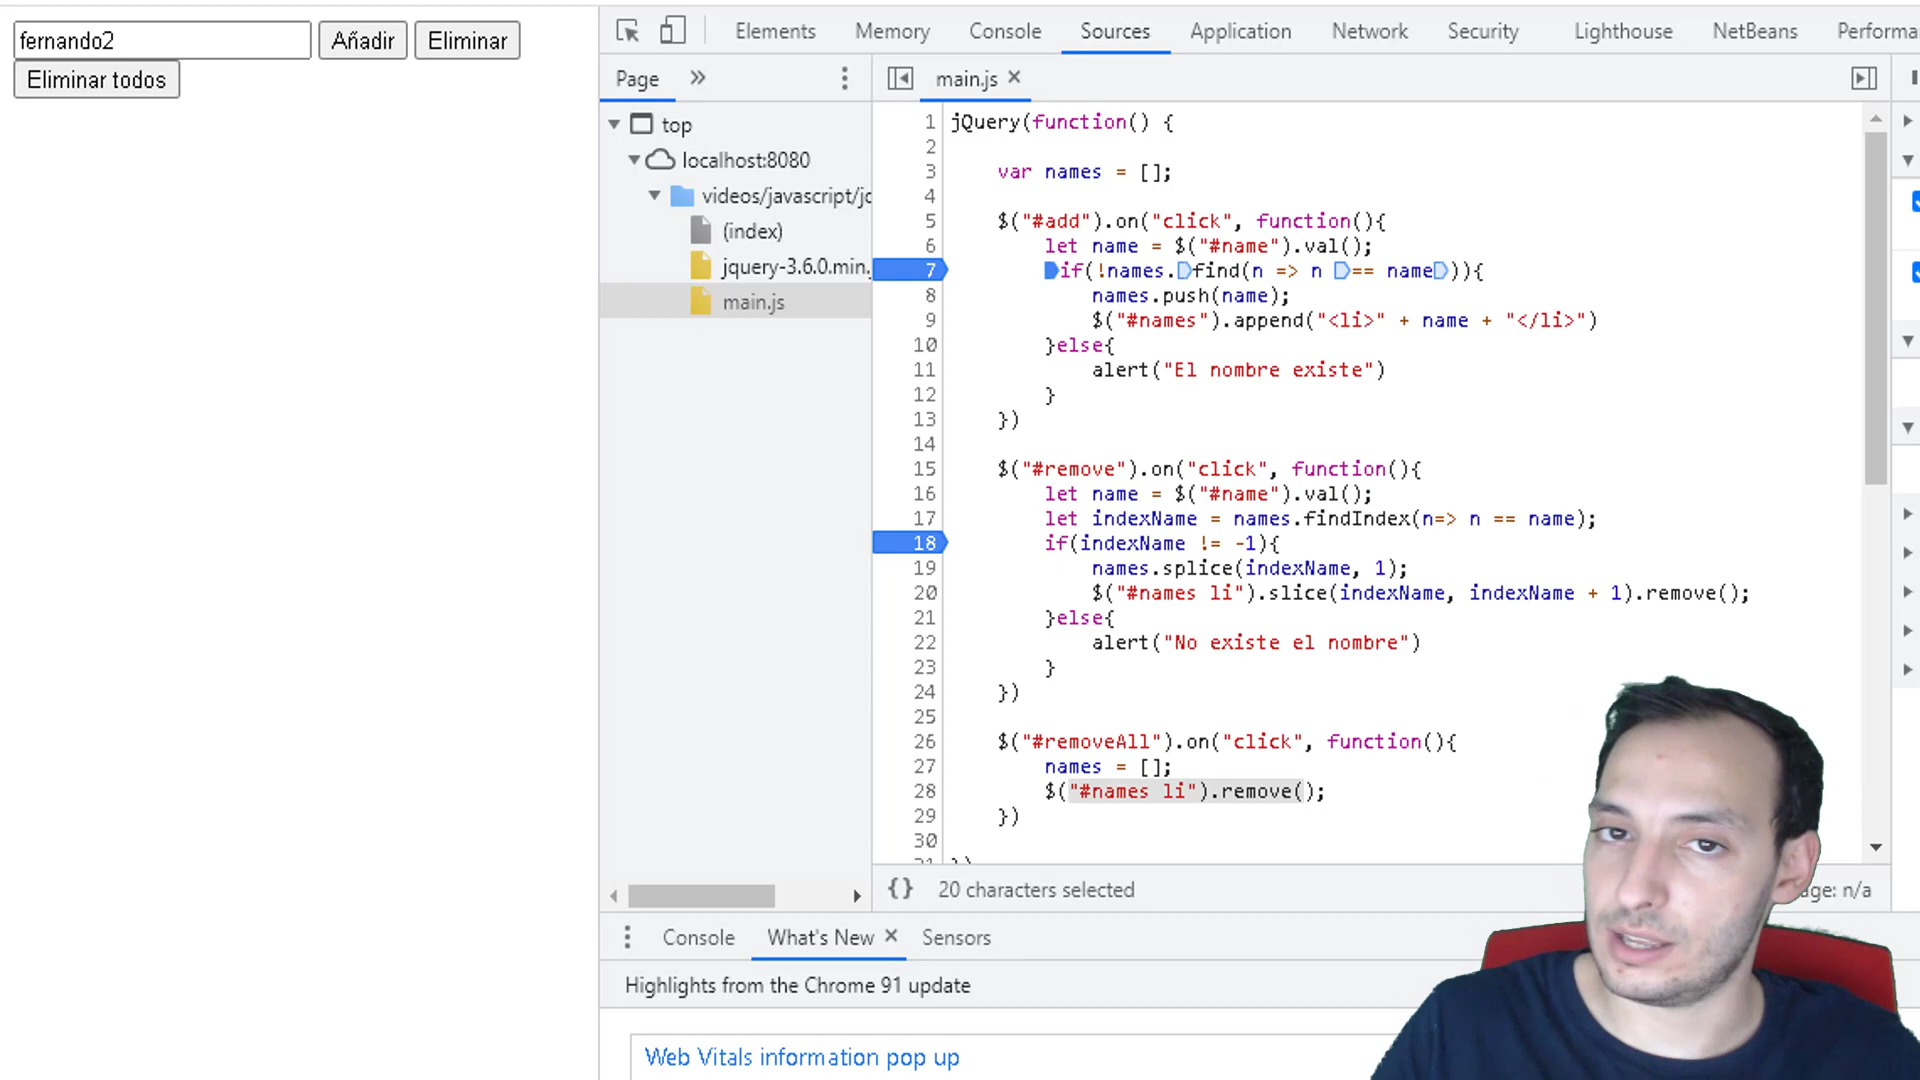 fernando2
Añadir
Eliminar
Eliminar todos
Elements
Memory
Console
Sources
Application
Network
Security
Lighthouse
NetBeans
Performa
Page
main.js
top
localhost:8080
videos/javascript/jc
(index)
jquery-3.6.0.min.
main.js
1 jQuery(function() {
2
3 var names = [];
4
5 $("#add").on("click", function(){
6 let name = $("#name").val();
7 if(!names.find(n => n == name)){
8 names.push(name);
9 $("#names").append("<li>" + name + "</li>")
10 }else{
11 alert("El nombre existe")
12 }
13 })
14
15 $("#remove").on("click", function(){
16 let name = $("#name").val();
17 let indexName = names.findIndex(n=> n == name);
18 if(indexName != -1){
19 names.splice(indexName, 1);
20 $("#names li").slice(indexName, indexName + 1).remove();
21 }else{
22 alert("No existe el nombre")
23 }
24 })
25
26 $("#removeAll").on("click", function(){
27 names = [];
28 $("#names li").remove();
29 })
30
31 })
{} 20 characters selected
age: n/a
Console
What's New
Sensors
Highlights from the Chrome 91 update
Web Vitals information pop up